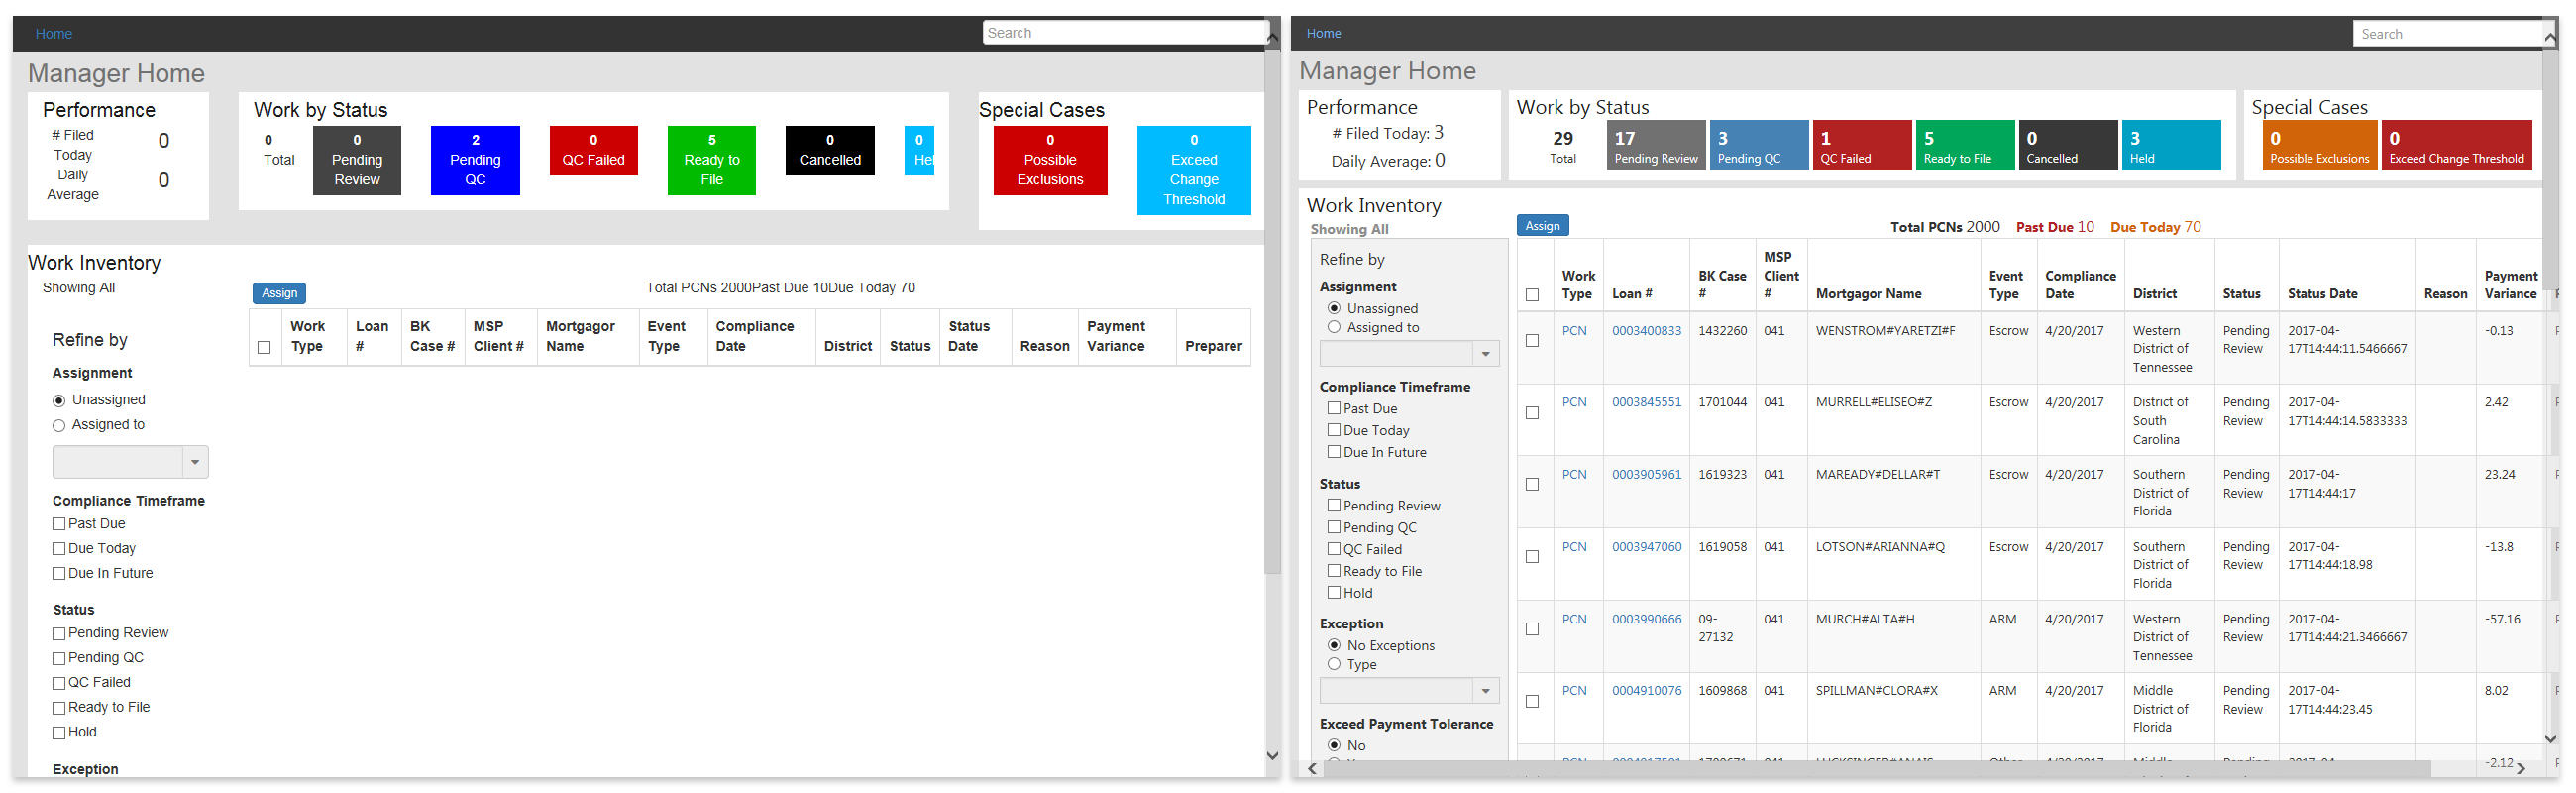 Home
Search
Manager Home
Performance
# Filed Today
0
Daily Average
0
Work by Status
0 Total
0 Pending Review
2 Pending QC
0 QC Failed
5 Ready to File
0 Cancelled
0 Hel
Special Cases
0 Possible Exclusions
0 Exceed Change Threshold
Work Inventory
Showing All
Assign
Total PCNs 2000Past Due 10Due Today 70
Work Type
Loan #
BK Case #
MSP Client #
Mortgagor Name
Event Type
Compliance Date
District
Status
Status Date
Reason
Payment Variance
Preparer
Refine by
Assignment
Unassigned
Assigned to
Compliance Timeframe
Past Due
Due Today
Due In Future
Status
Pending Review
Pending QC
QC Failed
Ready to File
Hold
Exception
Home
Search
Manager Home
Performance
# Filed Today: 3
Daily Average: 0
Work by Status
29 Total
17 Pending Review
3 Pending QC
1 QC Failed
5 Ready to File
0 Cancelled
3 Held
Special Cases
0 Possible Exclusions
0 Exceed Change Threshold
Work Inventory
Showing All
Refine by
Assignment
Unassigned
Assigned to
Compliance Timeframe
Past Due
Due Today
Due In Future
Status
Pending Review
Pending QC
QC Failed
Ready to File
Hold
Exception
No Exceptions
Type
Exceed Payment Tolerance
No
Assign
Total PCNs 2000 Past Due 10 Due Today 70
Work Type Loan # BK Case # MSP Client # Mortgagor Name Event Type Compliance Date District Status Status Date Reason Payment Variance
PCN 0003400833 1432260 041 WENSTROM#YARETZI#F Escrow 4/20/2017 Western District of Tennessee Pending Review 2017-04-17T14:44:11.5466667 -0.13
PCN 0003845551 1701044 041 MURRELL#ELISEO#Z Escrow 4/20/2017 District of South Carolina Pending Review 2017-04-17T14:44:14.5833333 2.42
PCN 0003905961 1619323 041 MAREADY#DELLAR#T Escrow 4/20/2017 Southern District of Florida Pending Review 2017-04-17T14:44:17 23.24
PCN 0003947060 1619058 041 LOTSON#ARIANNA#Q Escrow 4/20/2017 Southern District of Florida Pending Review 2017-04-17T14:44:18.98 -13.8
PCN 0003990666 09-27132 041 MURCH#ALTA#H ARM 4/20/2017 Western District of Tennessee Pending Review 2017-04-17T14:44:21.3466667 -57.16
PCN 0004910076 1609868 041 SPILLMAN#CLORA#X ARM 4/20/2017 Middle District of Florida Pending Review 2017-04-17T14:44:23.45 8.02
-2.12